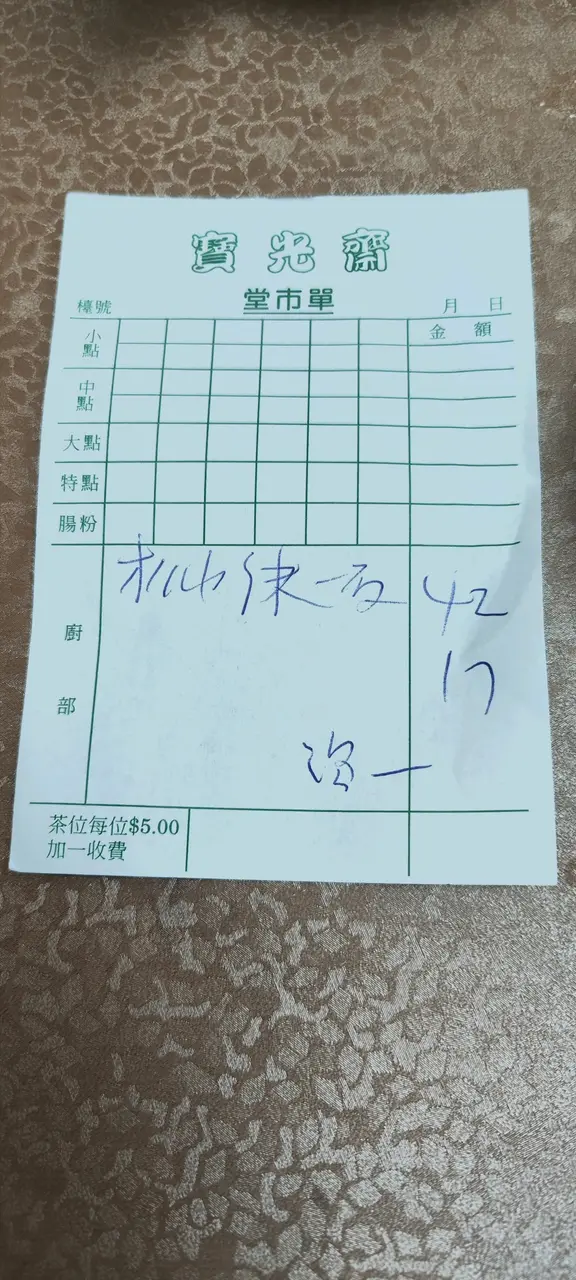 寶光齋
堂市單
檯號 月 日
小點 金額
中點
大點
特點
腸粉
廚部
42
17
茶位每位$5.00
加一收費